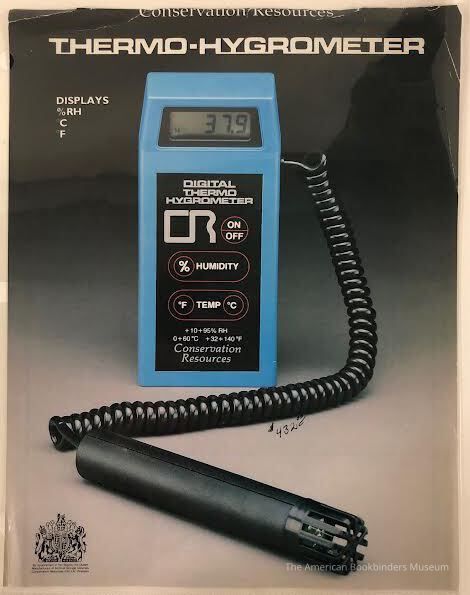 Conservation Resources
THERMO-HYGROMETER
DISPLAYS
%RH
°C
°F
37.9
DIGITAL
THERMO
HYGROMETER
CR
ON
OFF
% HUMIDITY
°F TEMP °C
+10+95% RH
0+60°C +32+140°F
Conservation
Resources
The American Bookbinders Museum